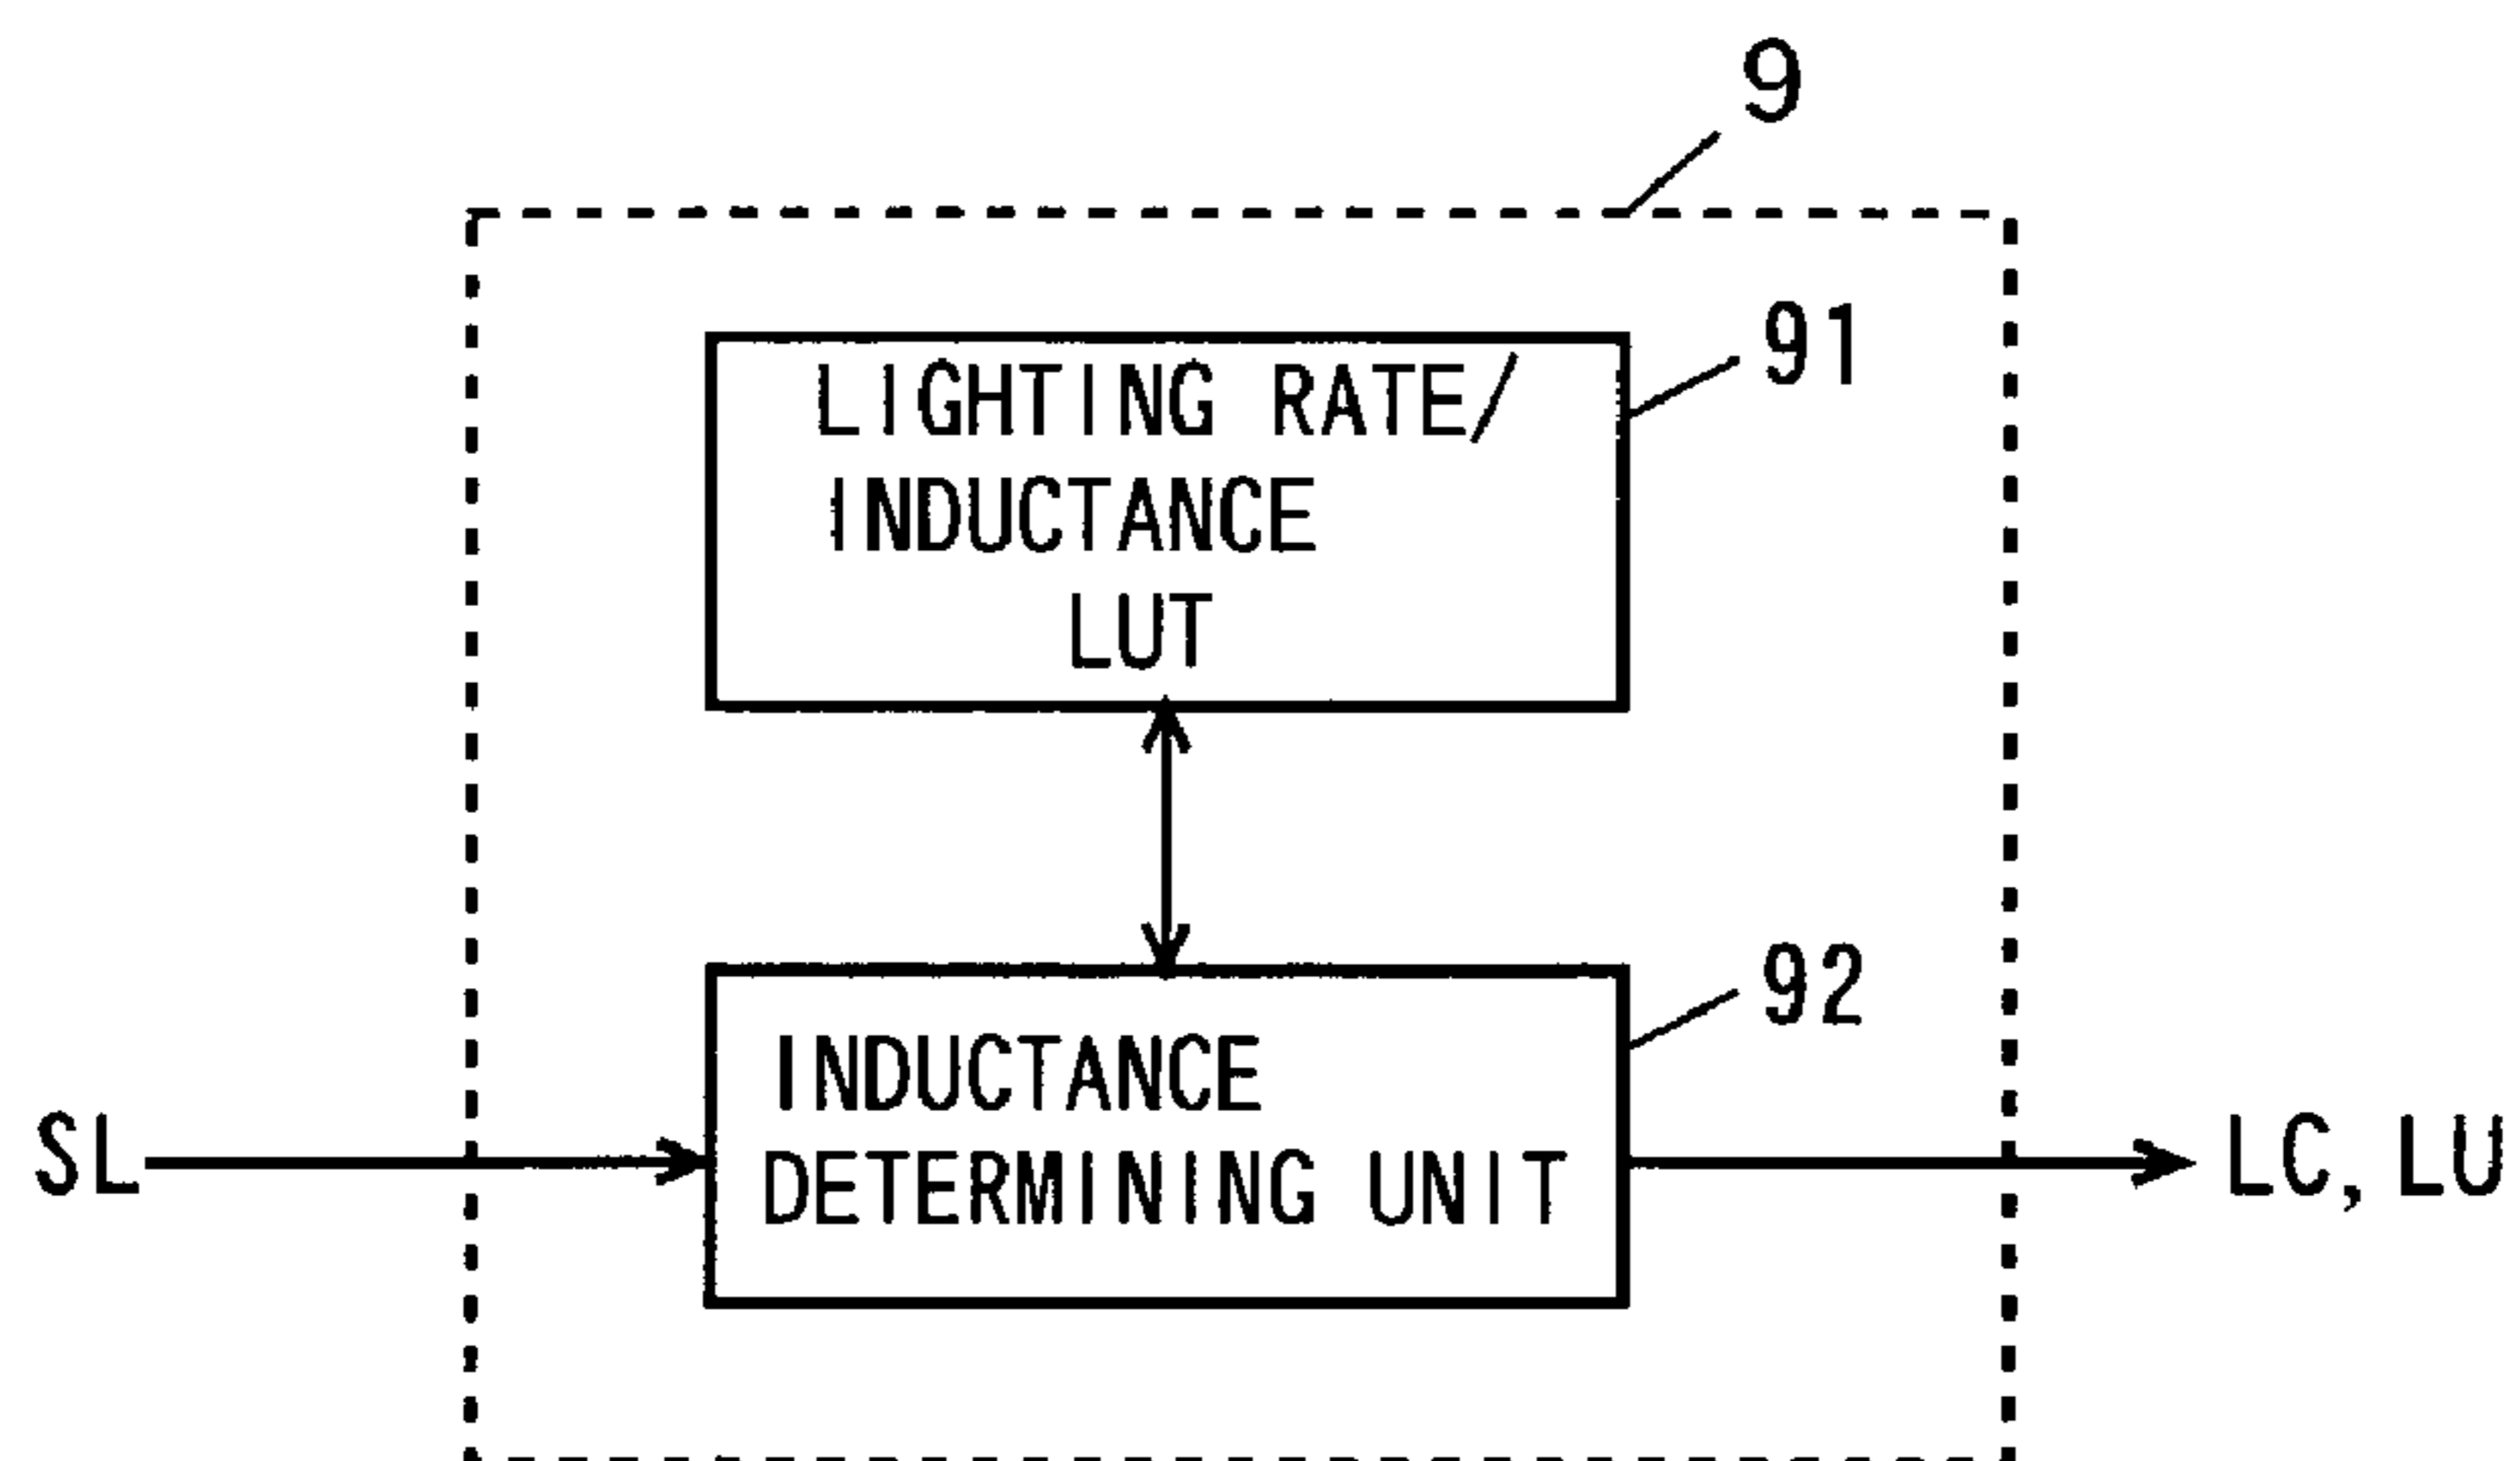 9
91
LIGHTING RATE/
INDUCTANCE
LUT
92
INDUCTANCE
DETERMINING UNIT
SL
LC, LU